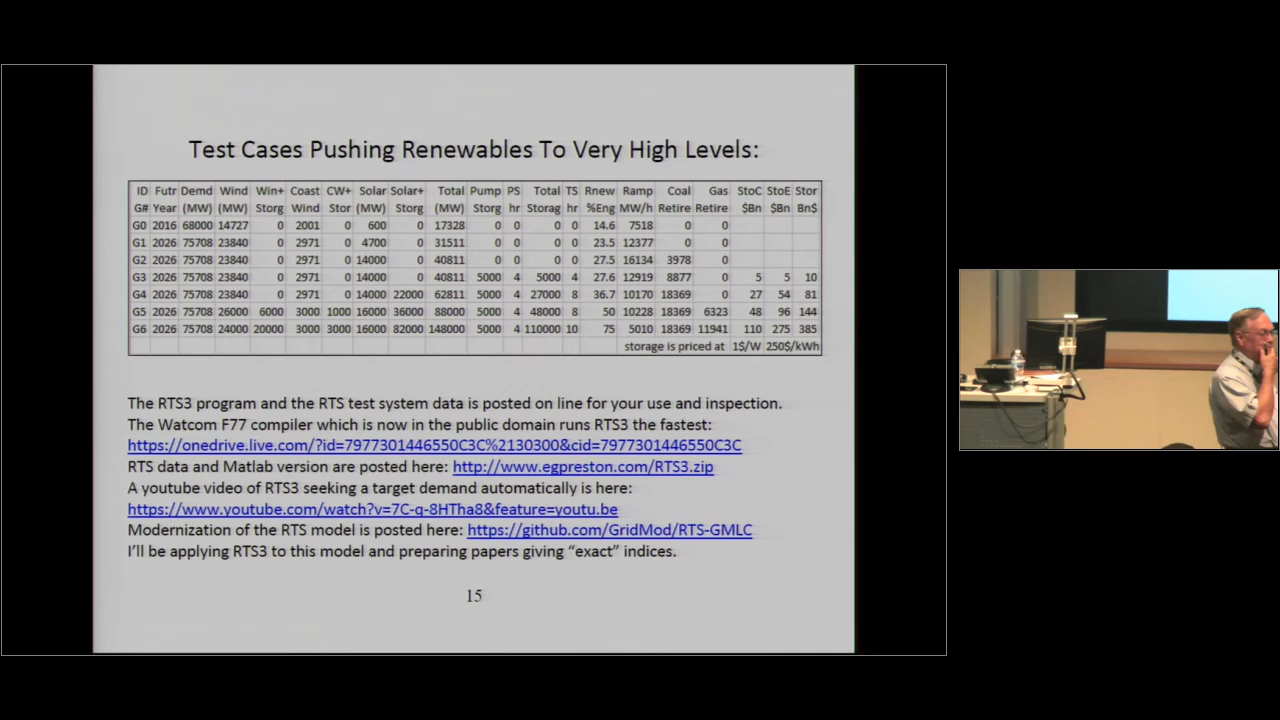 Test Cases Pushing Renewables To Very High Levels:
ID Futr Demd Wind Win+ Coast CW+ Solar Solar+ Total Pump PS Total TS Rnew Ramp Coal Gas StoC StoE Stor
G# Year (MW) (MW) Storg Wind Stor (MW) Storg (MW) Storg hr Storag hr %Eng MW/h Retire Retire $Bn $Bn Bn$
G0 2016 68000 14727 0 2001 0 600 0 17328 0 0 0 0 14.6 7518 0 0
G1 2026 75708 23840 0 2971 0 4700 0 31511 0 0 0 0 23.5 12377 0 0
G2 2026 75708 23840 0 2971 0 14000 0 40811 0 0 0 0 27.5 16134 3978 0
G3 2026 75708 23840 0 2971 0 14000 0 40811 5000 4 5000 4 27.6 12919 8877 0 5 5 10
G4 2026 75708 23840 0 2971 0 14000 22000 62811 5000 4 27000 8 36.7 10170 18369 0 27 54 81
G5 2026 75708 26000 6000 3000 1000 16000 36000 88000 5000 4 48000 8 50 10228 18369 6323 48 96 144
G6 2026 75708 24000 20000 3000 3000 16000 82000 148000 5000 4 110000 10 75 5010 18369 11941 110 275 385
storage is priced at 1$/W 250$/kWh
The RTS3 program and the RTS test system data is posted on line for your use and inspection.
The Watcom F77 compiler which is now in the public domain runs RTS3 the fastest:
https://onedrive.live.com/?id=7977301446550C3C%2130300&cid=7977301446550C3C
RTS data and Matlab version are posted here: http://www.egpreston.com/RTS3.zip
A youtube video of RTS3 seeking a target demand automatically is here:
https://www.youtube.com/watch?v=7C-q-8HTha8&feature=youtu.be
Modernization of the RTS model is posted here: https://github.com/GridMod/RTS-GMLC
I'll be applying RTS3 to this model and preparing papers giving “exact” indices.
15